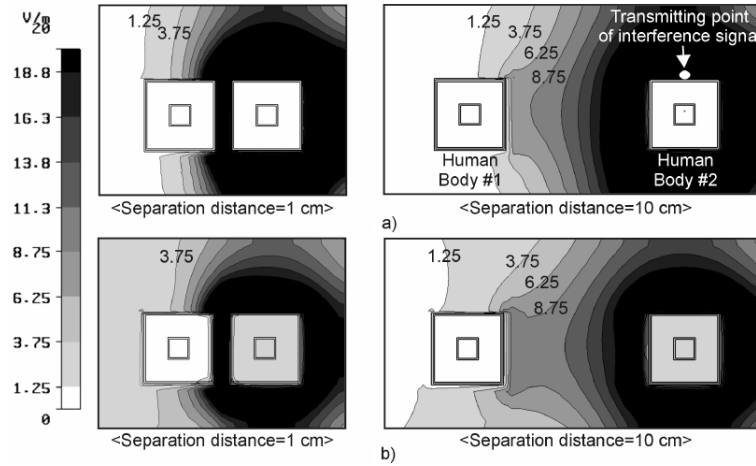 V/m
20
18.8
16.3
13.8
11.3
8.75
6.25
3.75
1.25
0
1.25
3.75
<Separation distance=1 cm>
1.25
3.75
6.25
8.75
Transmitting point
of interference signal
Human
Body #1
Human
Body #2
<Separation distance=10 cm>
a)
3.75
<Separation distance=1 cm>
1.25
3.75
6.25
8.75
<Separation distance=10 cm>
b)